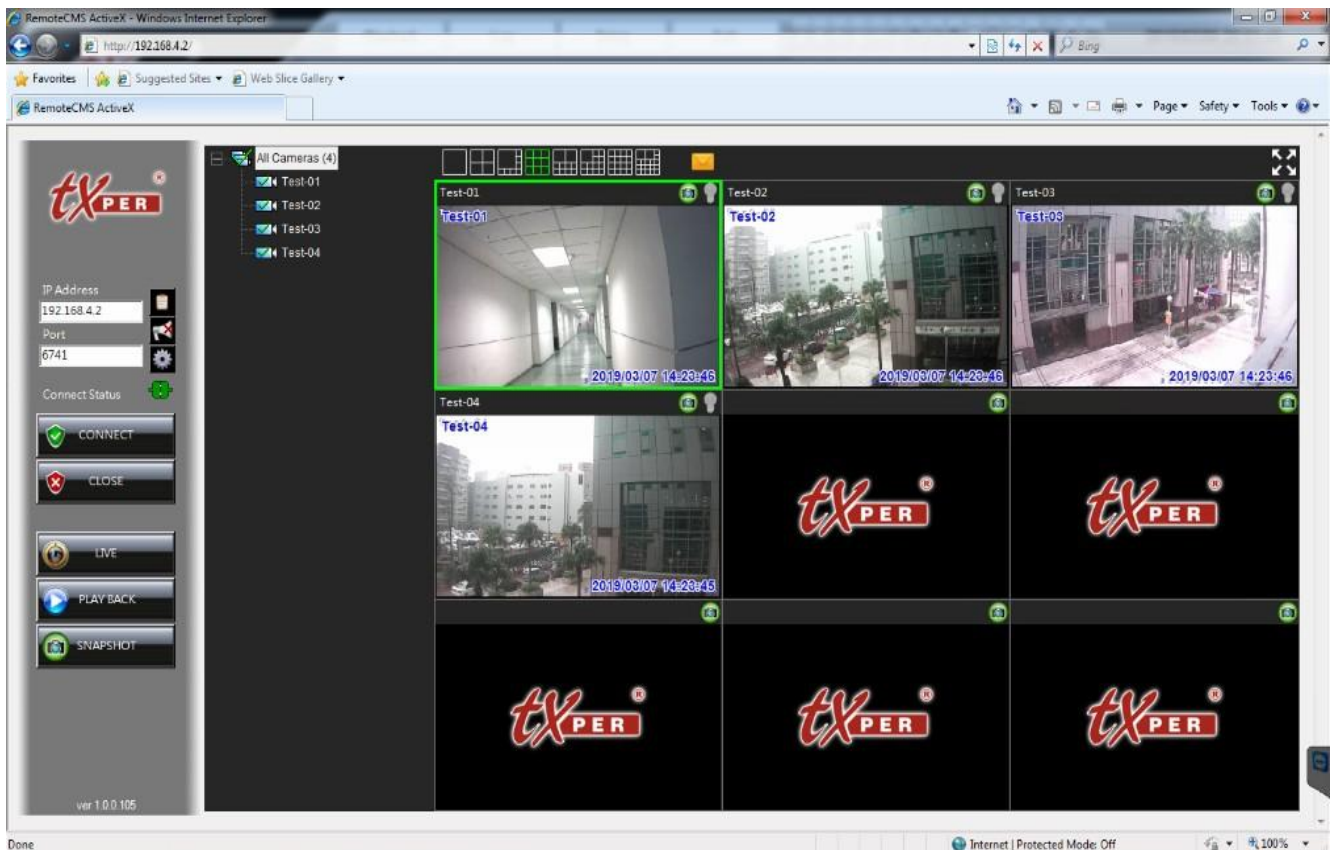 RemoteCMS ActiveX - Windows Internet Explorer
http://192.168.4.2/
Bing
Favorites
Suggested Sites
Web Slice Gallery
RemoteCMS ActiveX
Page
Safety
Tools
tXPER ®
IP Address
192.168.4.2
Port
6741
Connect Status
CONNECT
CLOSE
LIVE
PLAY BACK
SNAPSHOT
ver 1.0.0.105
All Cameras (4)
Test-01
Test-02
Test-03
Test-04
Test-01
Test-01
2019/03/07 14:23:46
Test-02
Test-02
2019/03/07 14:23:46
Test-03
Test-03
2019/03/07 14:23:46
Test-04
Test-04
2019/03/07 14:23:45
tXPER ®
tXPER ®
tXPER ®
tXPER ®
tXPER ®
Done
Internet | Protected Mode: Off
100%